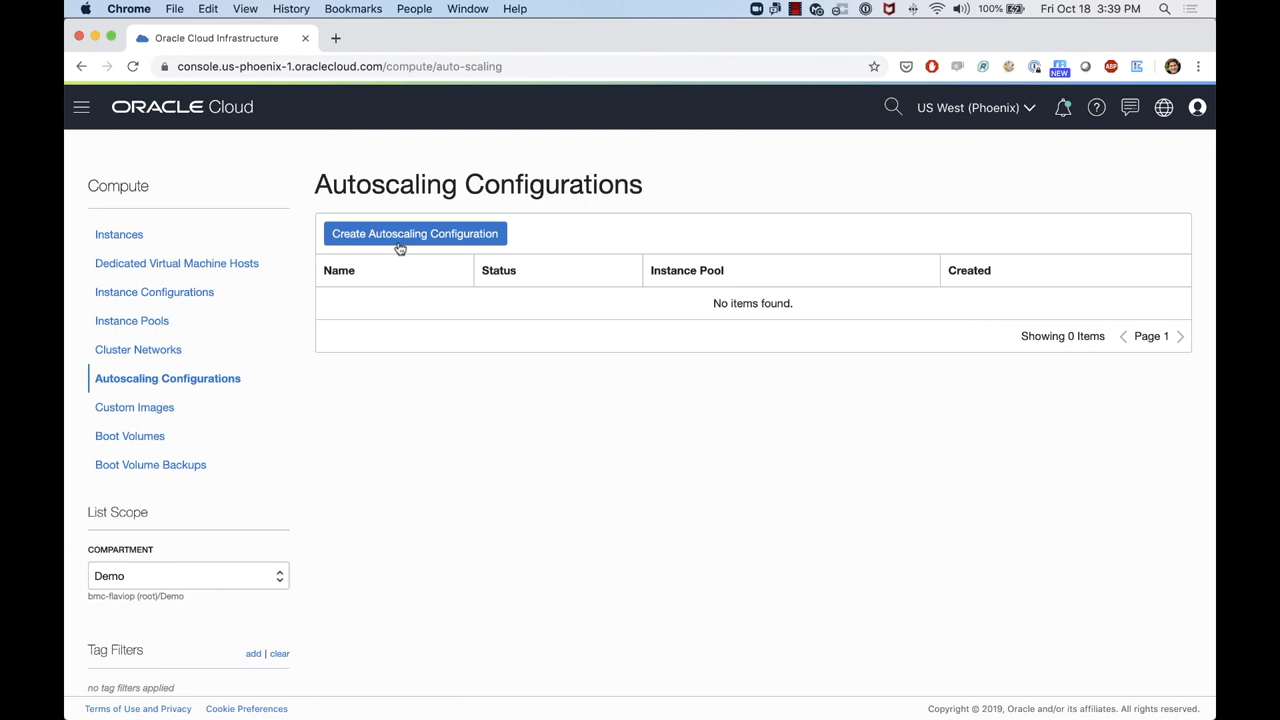 Chrome File Edit View History Bookmarks People Window Help 100% Fri Oct 18 3:39 PM
Oracle Cloud Infrastructure
console.us-phoenix-1.oraclecloud.com/compute/auto-scaling
NEW ABP
ORACLE Cloud US West (Phoenix)
Compute
Instances
Dedicated Virtual Machine Hosts
Instance Configurations
Instance Pools
Cluster Networks
Autoscaling Configurations
Custom Images
Boot Volumes
Boot Volume Backups
List Scope
COMPARTMENT
Demo
bmc-flaviop (root)/Demo
Tag Filters add | clear
no tag filters applied
Autoscaling Configurations
Create Autoscaling Configuration
Name Status Instance Pool Created
No items found.
Showing 0 Items Page 1
Terms of Use and Privacy Cookie Preferences Copyright © 2019, Oracle and/or its affiliates. All rights reserved.